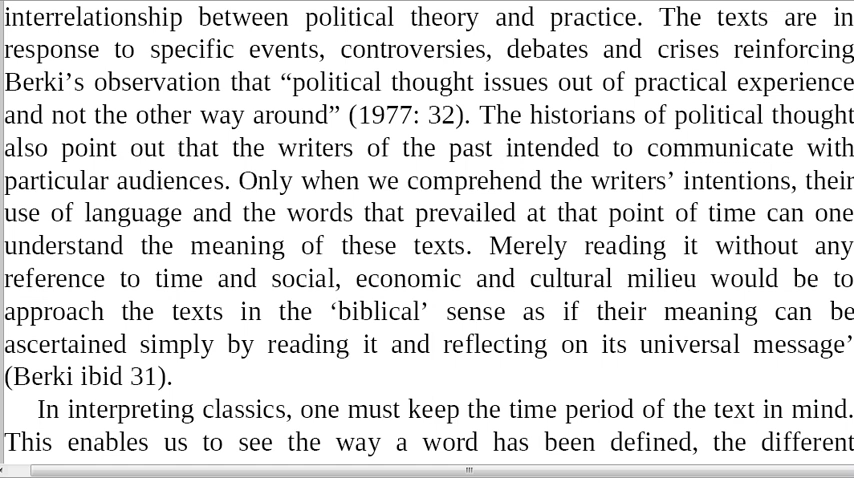 interrelationship between political theory and practice. The texts are in
response to specific events, controversies, debates and crises reinforcing
Berki’s observation that “political thought issues out of practical experience
and not the other way around” (1977: 32). The historians of political thought
also point out that the writers of the past intended to communicate with
particular audiences. Only when we comprehend the writers’ intentions, their
use of language and the words that prevailed at that point of time can one
understand the meaning of these texts. Merely reading it without any
reference to time and social, economic and cultural milieu would be to
approach the texts in the ‘biblical’ sense as if their meaning can be
ascertained simply by reading it and reflecting on its universal message’
(Berki ibid 31).
In interpreting classics, one must keep the time period of the text in mind.
This enables us to see the way a word has been defined, the different